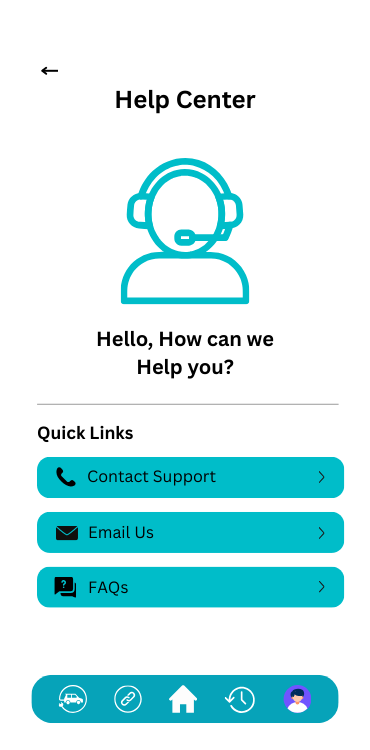 Help Center
Hello, How can we
Help you?
Quick Links
Contact Support
Email Us
?
FAQs